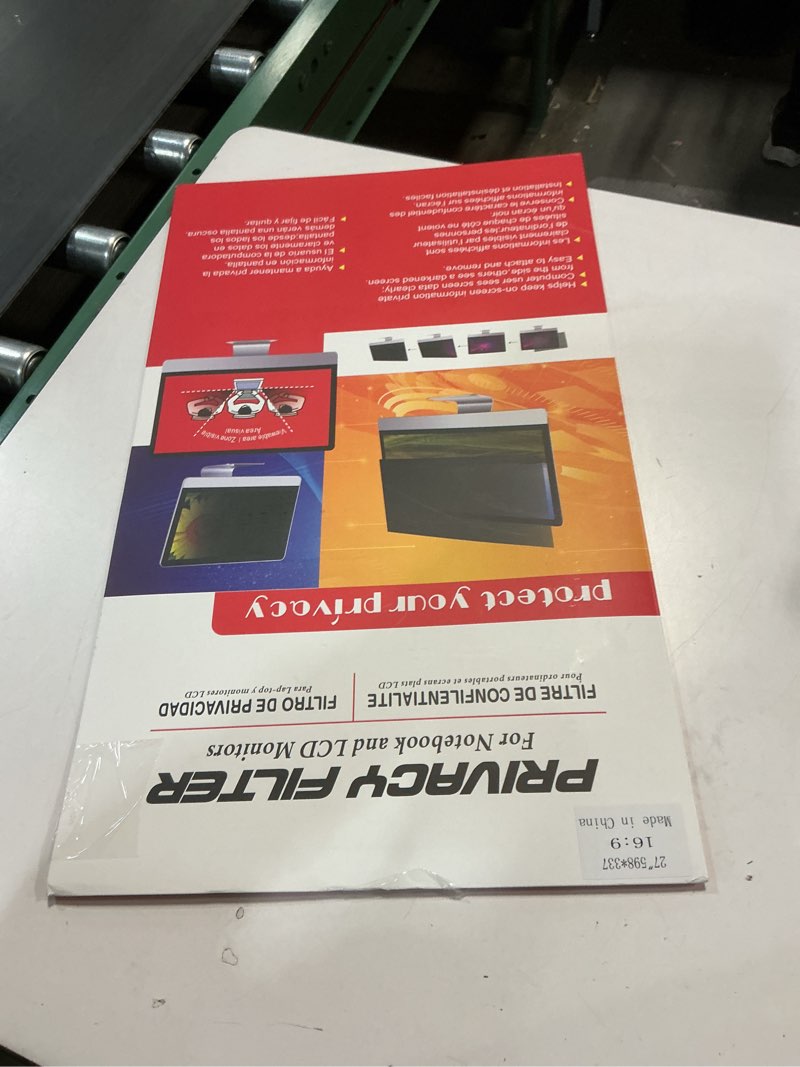 27"598*337
16:9
Made in China
PRIVACY FILTER
For Notebook and LCD Monitors
FILTRE DE CONFILENTIALITE
Pour ordinateurs portables et ecrans plats LCD
FILTRO DE PRIVACIDAD
Para Lap-top y monitores LCD
protect your privacy
Viewable area / Zone visible
Area visual
Helps keep on-screen information private
Computer user sees screen data clearly;
from the side, others see a darkened screen.
Easy to attach and remove.
Les informations affichées sont
clairement visibles par l'utilisateur
de l'ordinateur;les personnes
situées de chaque côté ne voient
qu'un écran noir
Conserve le caractère confidentiel des
informations affichées sur l'écran.
Installation et désinstallation faciles.
Ayuda a mantener privada la
información en pantalla.
El usuario de la computadora
ve claramente los datos en
pantalla;desde los lados los
demás verán una pantalla oscura.
Fácil de fijar y quitar.